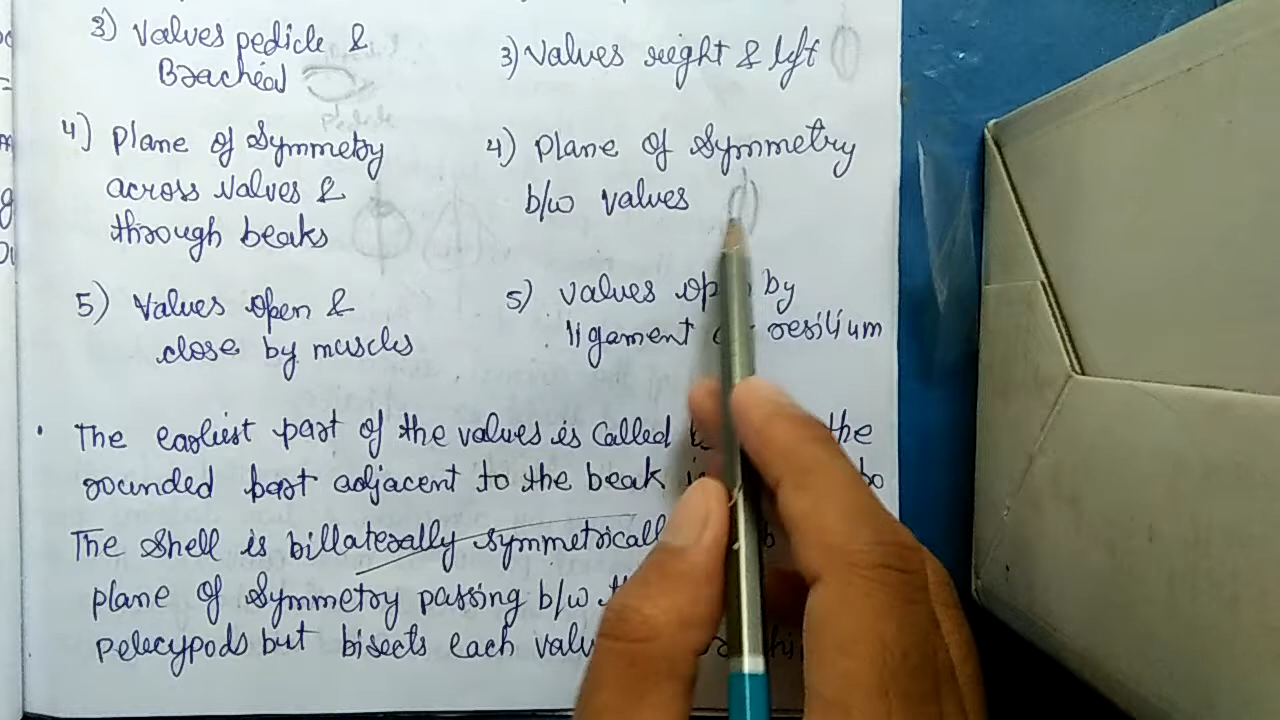 3) Valves pedicle &
Brachial
3) Valves right & left
pedicle
4) Plane of Symmetry
across valves &
through beaks
4) Plane of Symmetry
b/w valves
5) Valves open &
close by muscles
5) Valves open by
ligament resilium
• The earliest part of the valves is called the
rounded part adjacent to the beak is
The shell is billaterally symmetrical
plane of Symmetry passing b/w
pelecypods but bisects each